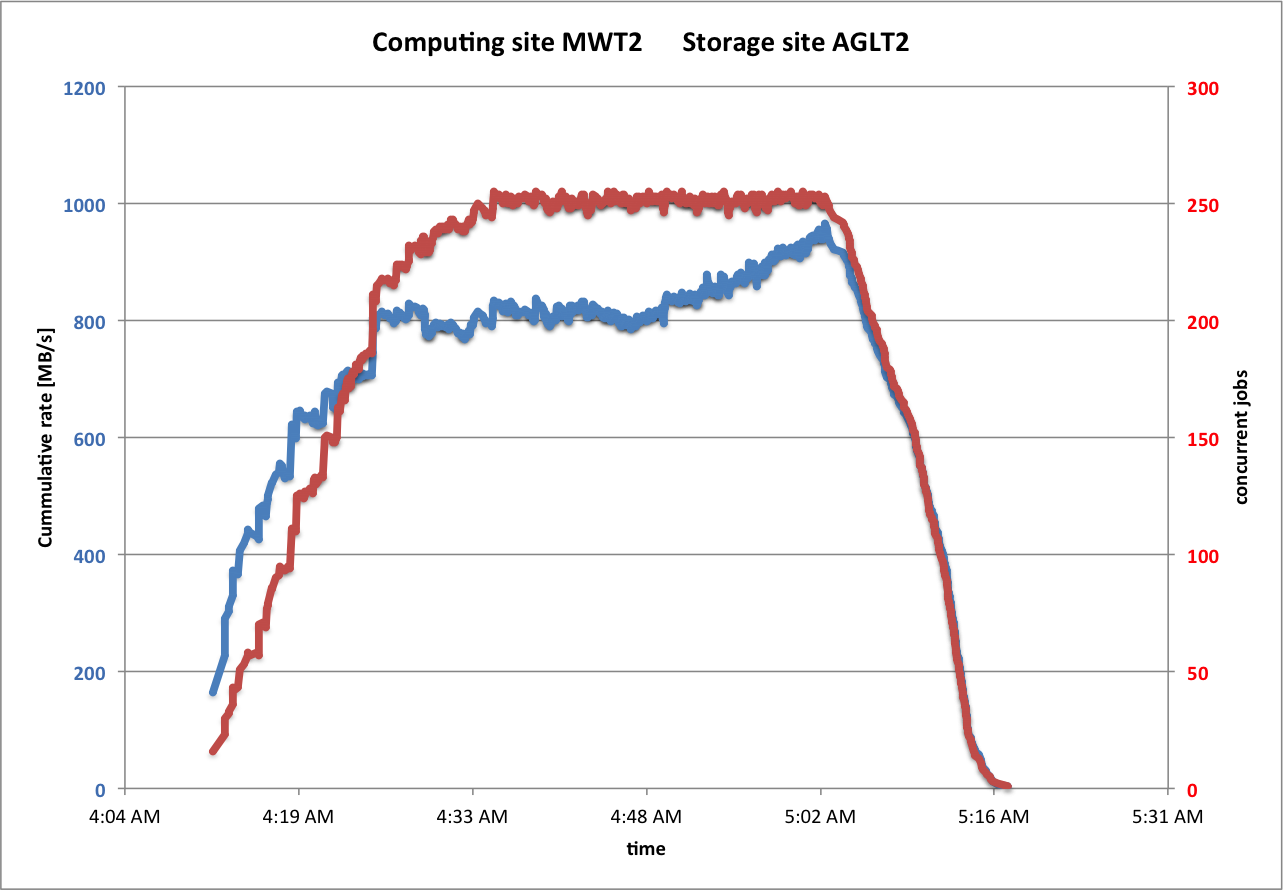 Computing site MWT2 Storage site AGLT2
1200
1000
800
600
400
200
0
Cummulative rate [MB/s]
300
250
200
150
100
50
0
concurrent jobs
4:04 AM 4:19 AM 4:33 AM 4:48 AM 5:02 AM 5:16 AM 5:31 AM
time